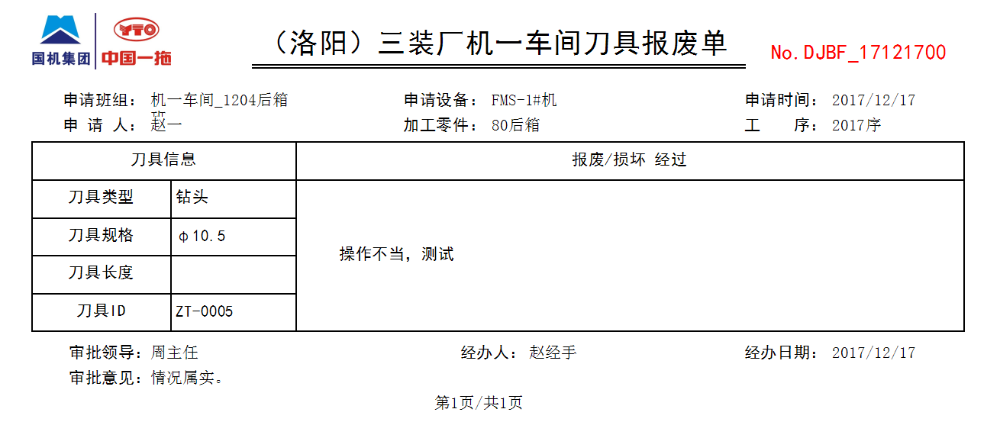 国机集团 YTO 中国一拖
（洛阳）三装厂机一车间刀具报废单
No.DJBF_17121700
申请班组： 机一车间_1204后箱班 申请设备： FMS-1#机 申请时间： 2017/12/17
申 请 人： 赵一 加工零件： 80后箱 工 序： 2017序
刀具信息 报废/损坏 经过
刀具类型 钻头
刀具规格 φ10.5
操作不当，测试
刀具长度
刀具ID ZT-0005
审批领导：周主任 经办人： 赵经手 经办日期： 2017/12/17
审批意见：情况属实。
第1页/共1页